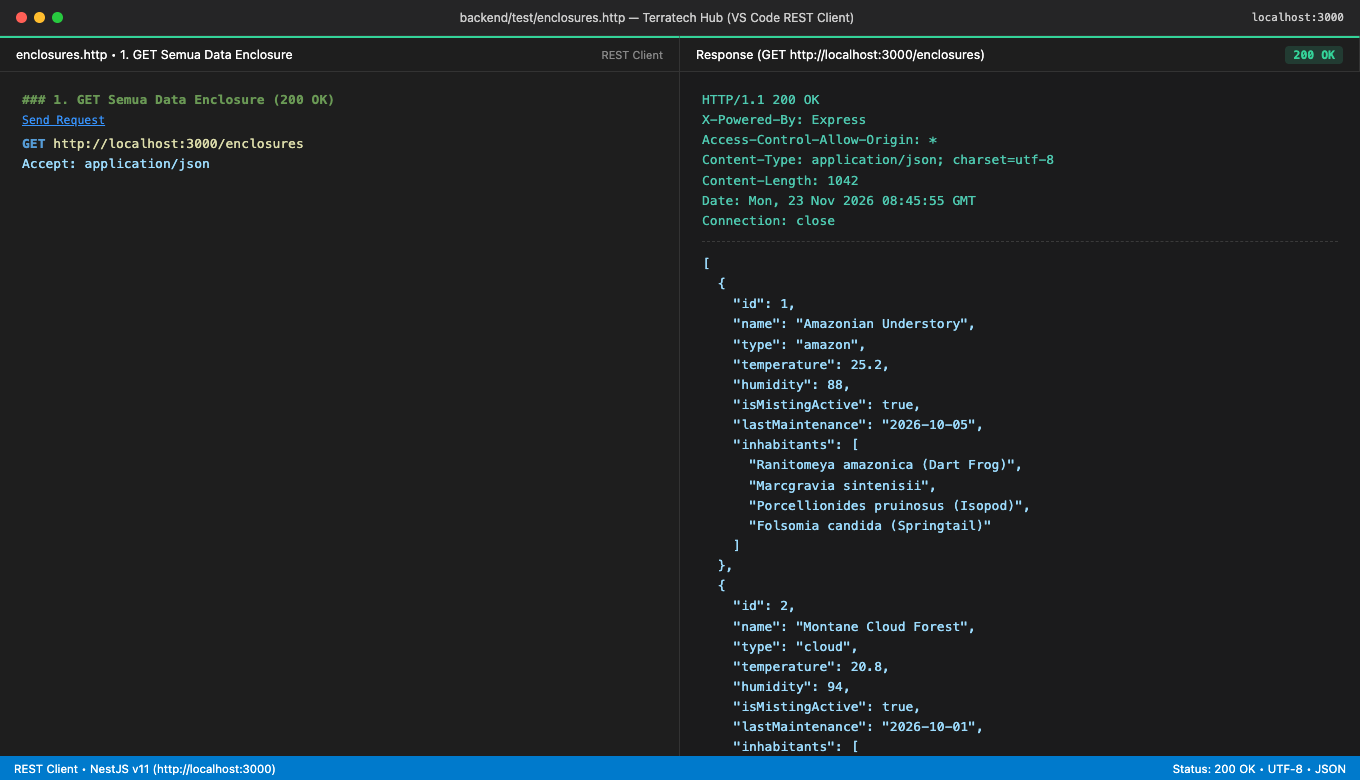 backend/test/enclosures.http — Terratech Hub (VS Code REST Client)
localhost:3000
enclosures.http • 1. GET Semua Data Enclosure
REST Client
### 1. GET Semua Data Enclosure (200 OK)
Send Request
GET http://localhost:3000/enclosures
Accept: application/json
Response (GET http://localhost:3000/enclosures)
200 OK
HTTP/1.1 200 OK
X-Powered-By: Express
Access-Control-Allow-Origin: *
Content-Type: application/json; charset=utf-8
Content-Length: 1042
Date: Mon, 23 Nov 2026 08:45:55 GMT
Connection: close
[
  {
    "id": 1,
    "name": "Amazonian Understory",
    "type": "amazon",
    "temperature": 25.2,
    "humidity": 88,
    "isMistingActive": true,
    "lastMaintenance": "2026-10-05",
    "inhabitants": [
      "Ranitomeya amazonica (Dart Frog)",
      "Marcgravia sintenisii",
      "Porcellionides pruinosus (Isopod)",
      "Folsomia candida (Springtail)"
    ]
  },
  {
    "id": 2,
    "name": "Montane Cloud Forest",
    "type": "cloud",
    "temperature": 20.8,
    "humidity": 94,
    "isMistingActive": true,
    "lastMaintenance": "2026-10-01",
    "inhabitants": [
REST Client • NestJS v11 (http://localhost:3000)
Status: 200 OK • UTF-8 • JSON